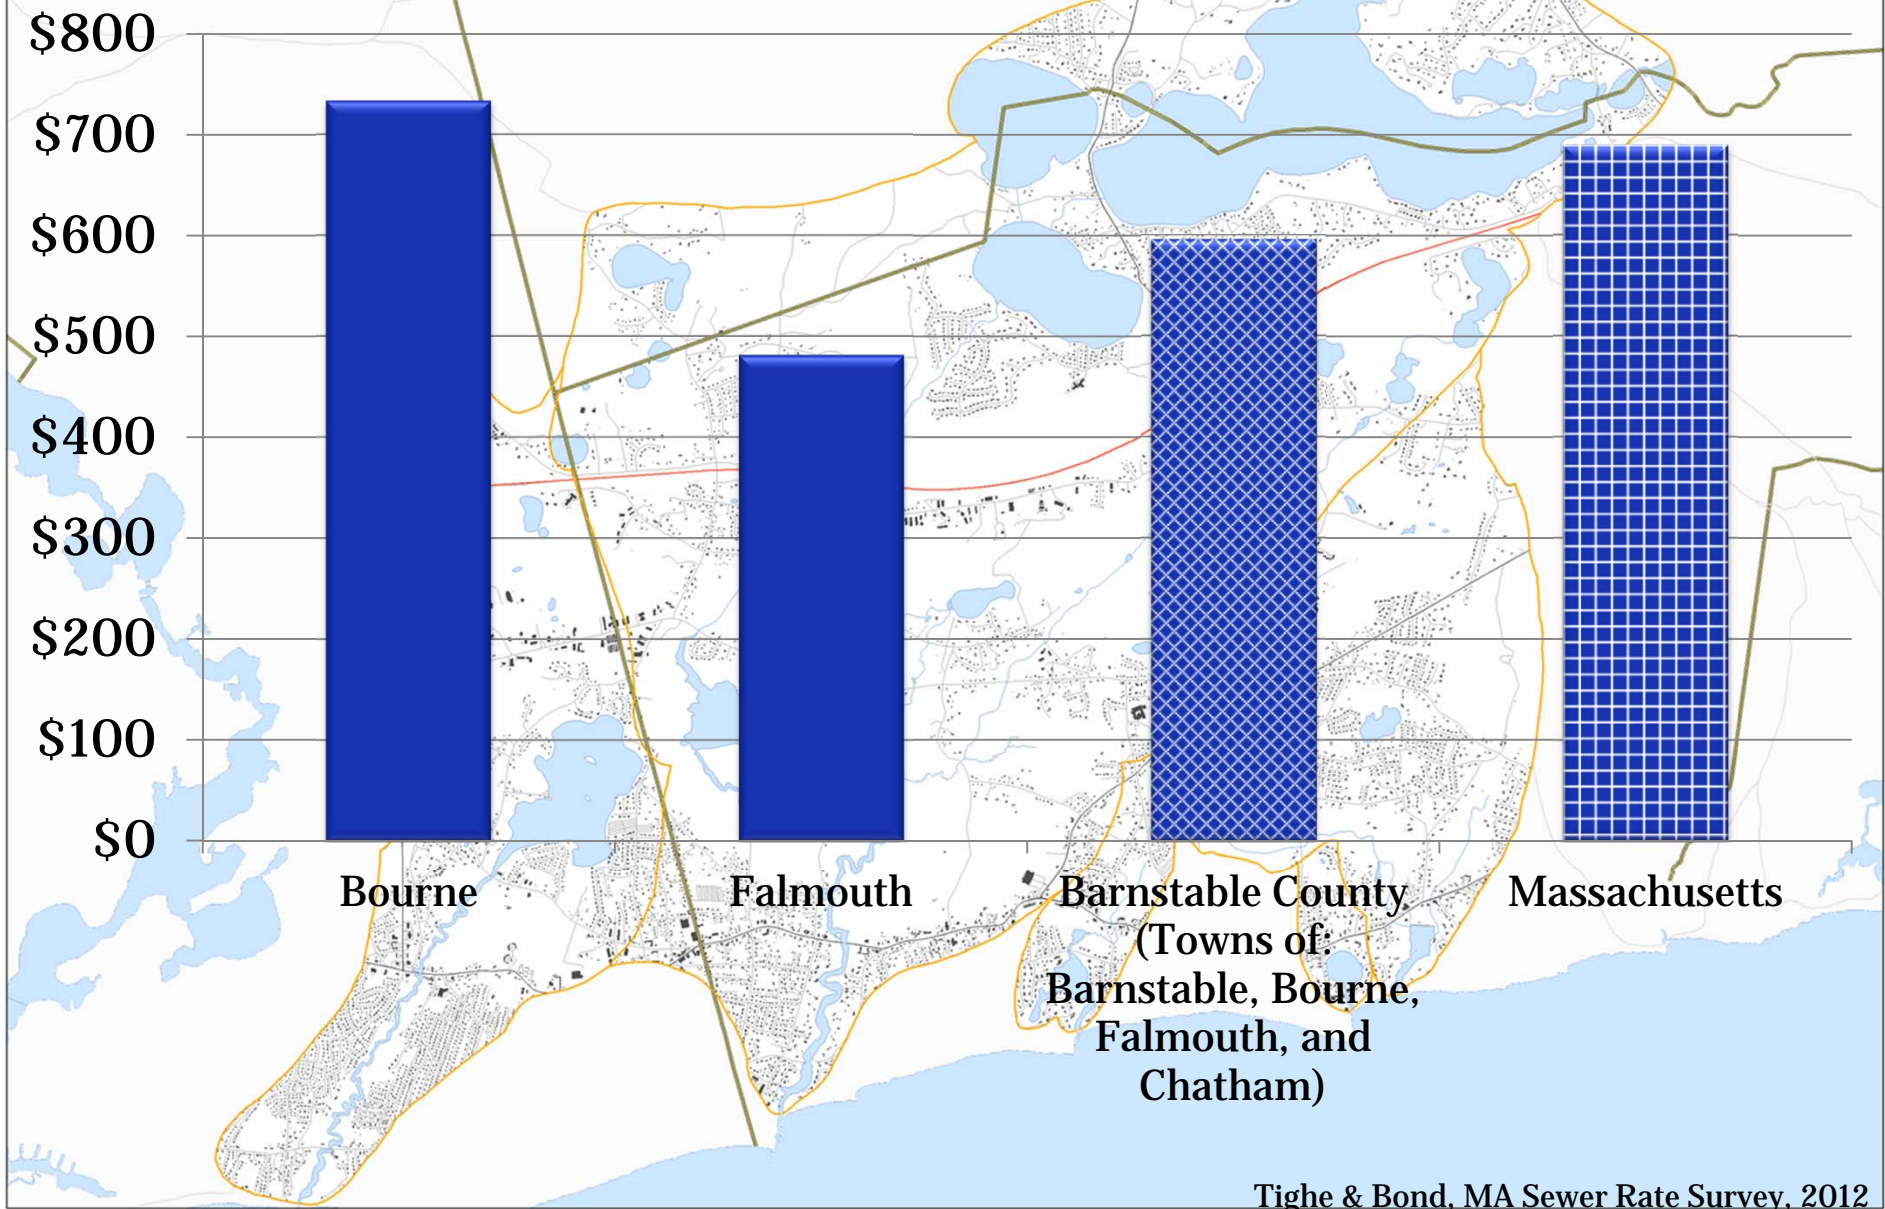 $800
$700
$600
$500
$400
$300
$200
$100
$0
Bourne
Falmouth
Barnstable County
(Towns of:
Barnstable, Bourne,
Falmouth, and
Chatham)
Massachusetts
Tighe & Bond, MA Sewer Rate Survey, 2012